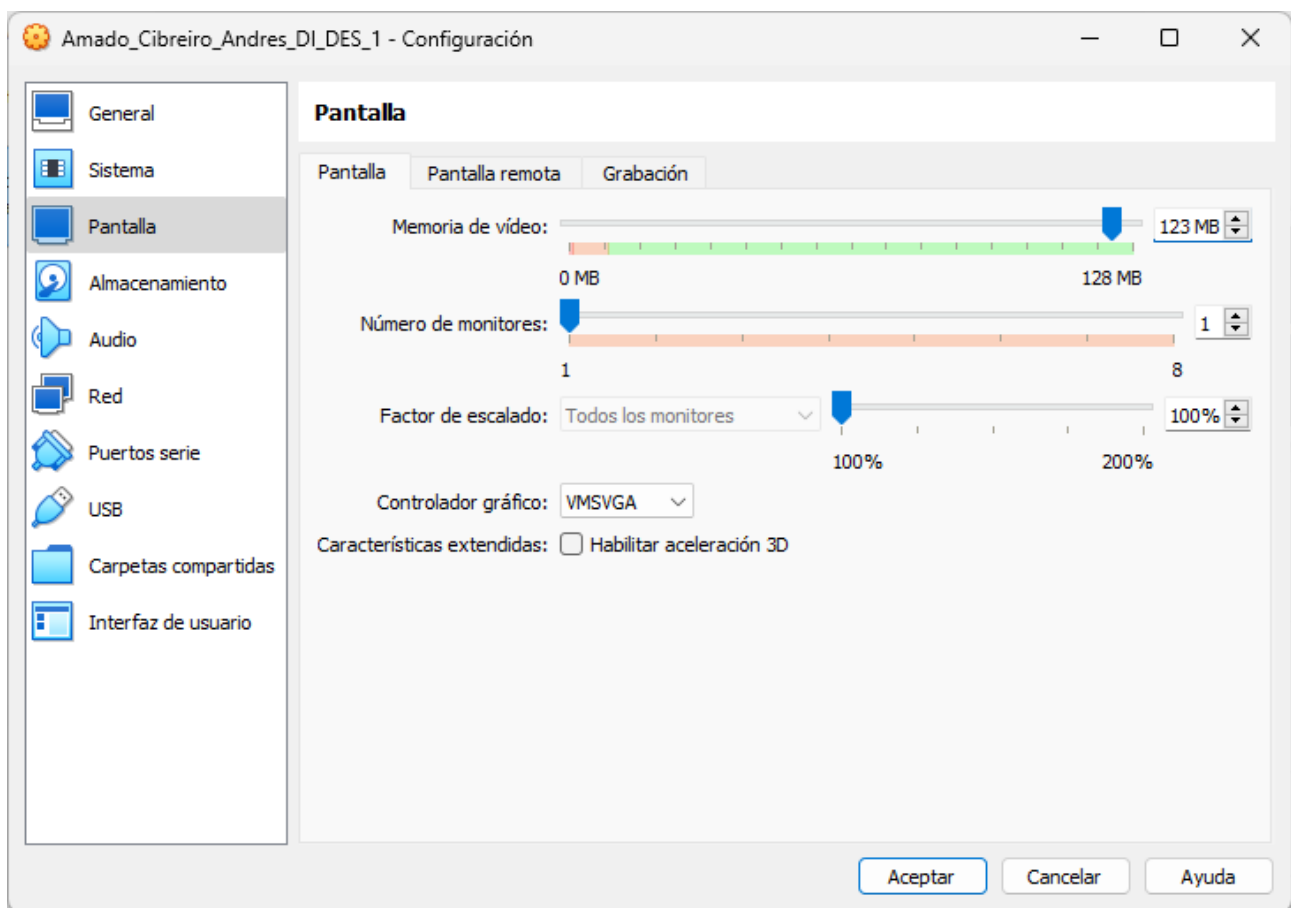 Amado_Cibreiro_Andres_DI_DES_1 - Configuración
General
Sistema
Pantalla
Almacenamiento
Audio
Red
Puertos serie
USB
Carpetas compartidas
Interfaz de usuario
Pantalla
Pantalla Pantalla remota Grabación
Memoria de vídeo: 123 MB
0 MB 128 MB
Número de monitores: 1
1 8
Factor de escalado: Todos los monitores 100%
100% 200%
Controlador gráfico: VMSVGA
Características extendidas: Habilitar aceleración 3D
Aceptar Cancelar Ayuda